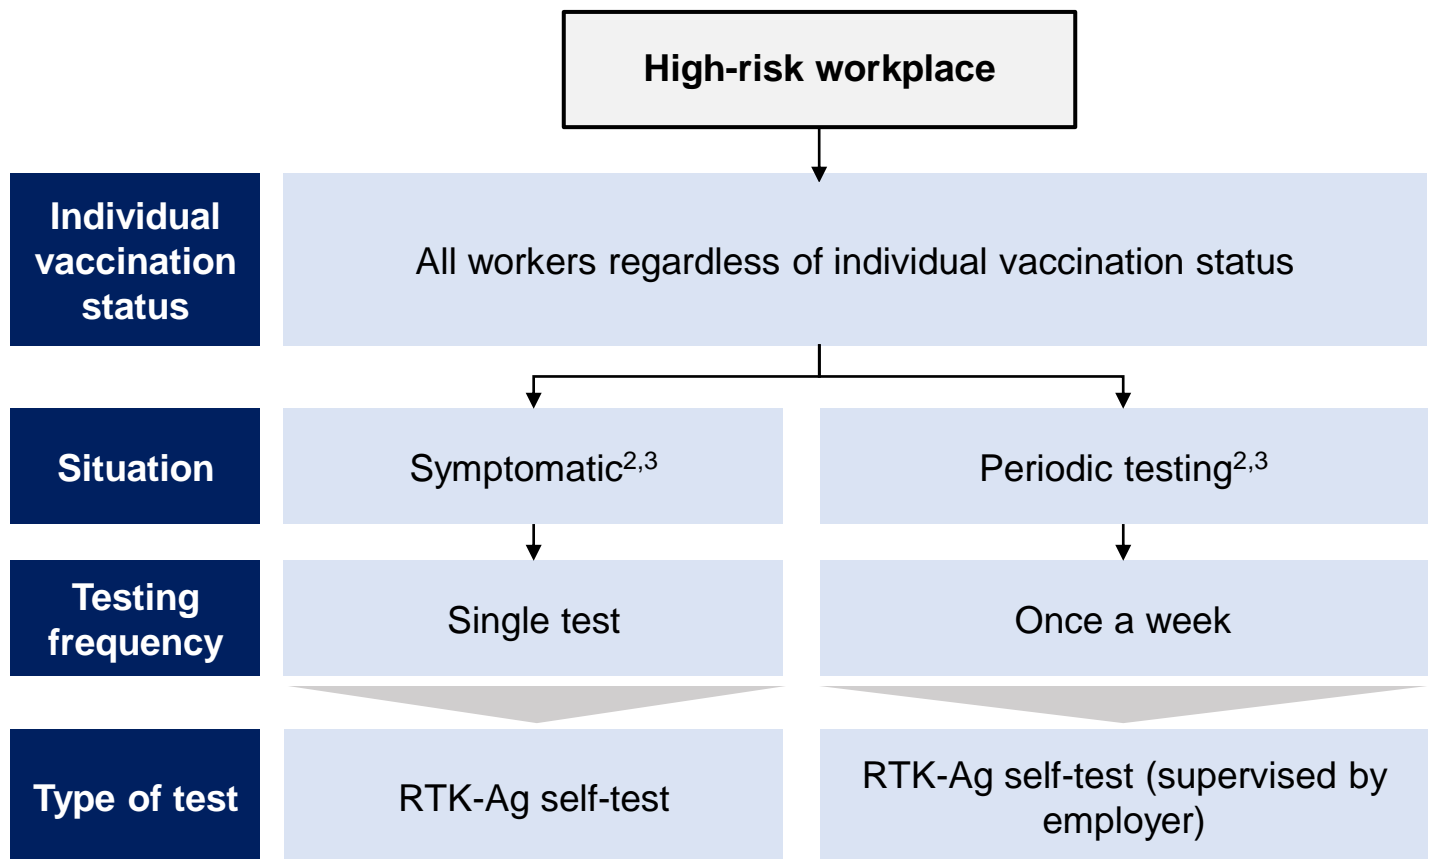 High-risk workplace
Individual
vaccination
status
All workers regardless of individual vaccination status
Situation
Symptomatic2,3
Periodic testing2,3
Testing
frequency
Single test
Once a week
Type of test
RTK-Ag self-test
RTK-Ag self-test (supervised by
employer)